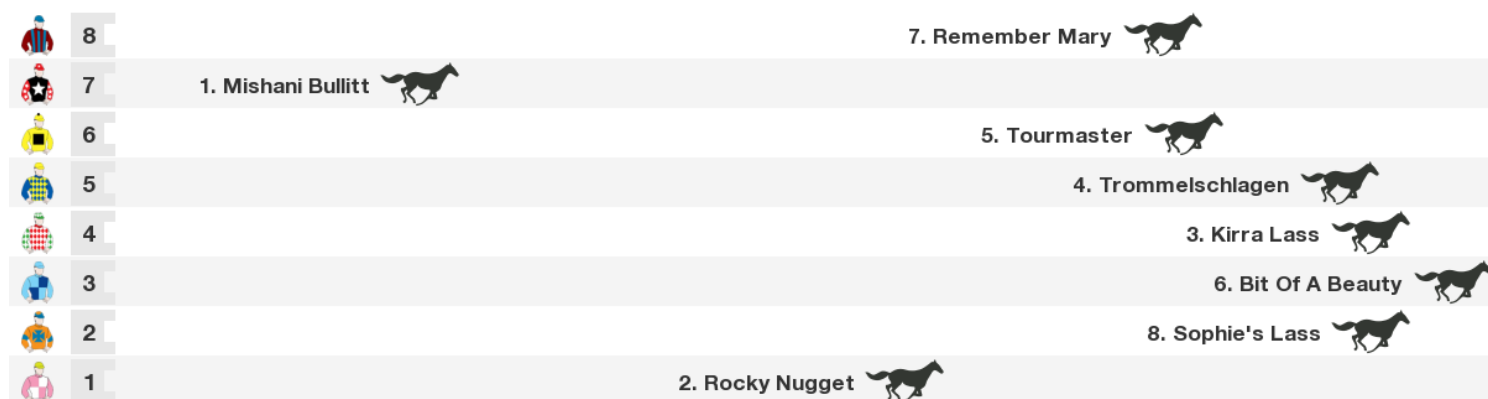 8 7. Remember Mary
7 1. Mishani Bullitt
6 5. Tourmaster
5 4. Trommelschlagen
4 3. Kirra Lass
3 6. Bit Of A Beauty
2 8. Sophie's Lass
1 2. Rocky Nugget